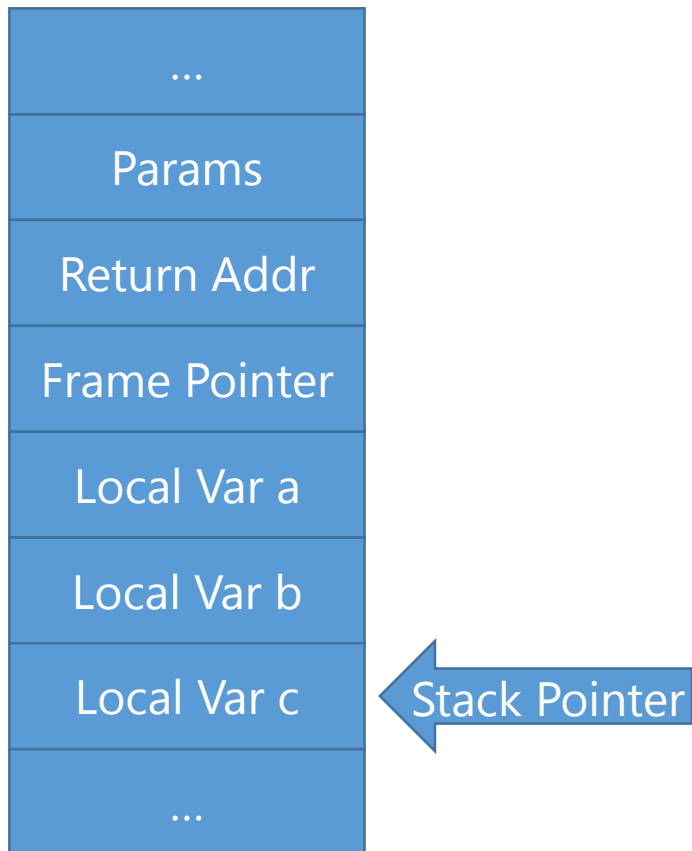 ...
Params
Return Addr
Frame Pointer
Local Var a
Local Var b
Local Var c
Stack Pointer
...